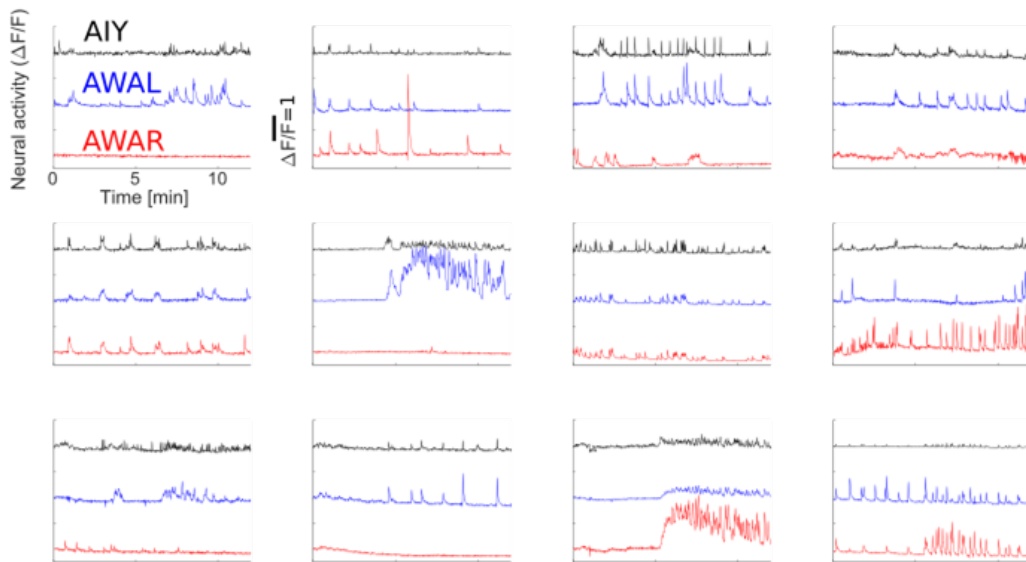 Neural activity (ΔF/F)
AIY
AWAL
AWAR
0 5 10
Time [min]
ΔF/F=1